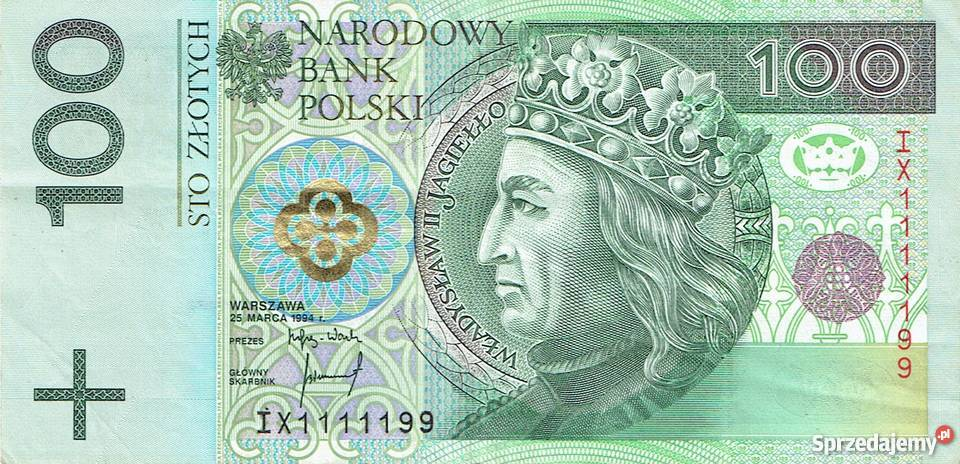 100
STO ZŁOTYCH
NARODOWY
BANK
POLSKI
100
WŁADYSŁAW II JAGIEŁŁO
IX1111199
WARSZAWA
25 MARCA 1994 r.
PREZES
GŁÓWNY
SKARBNIK
IX1111199
Sprzedajemy.pl